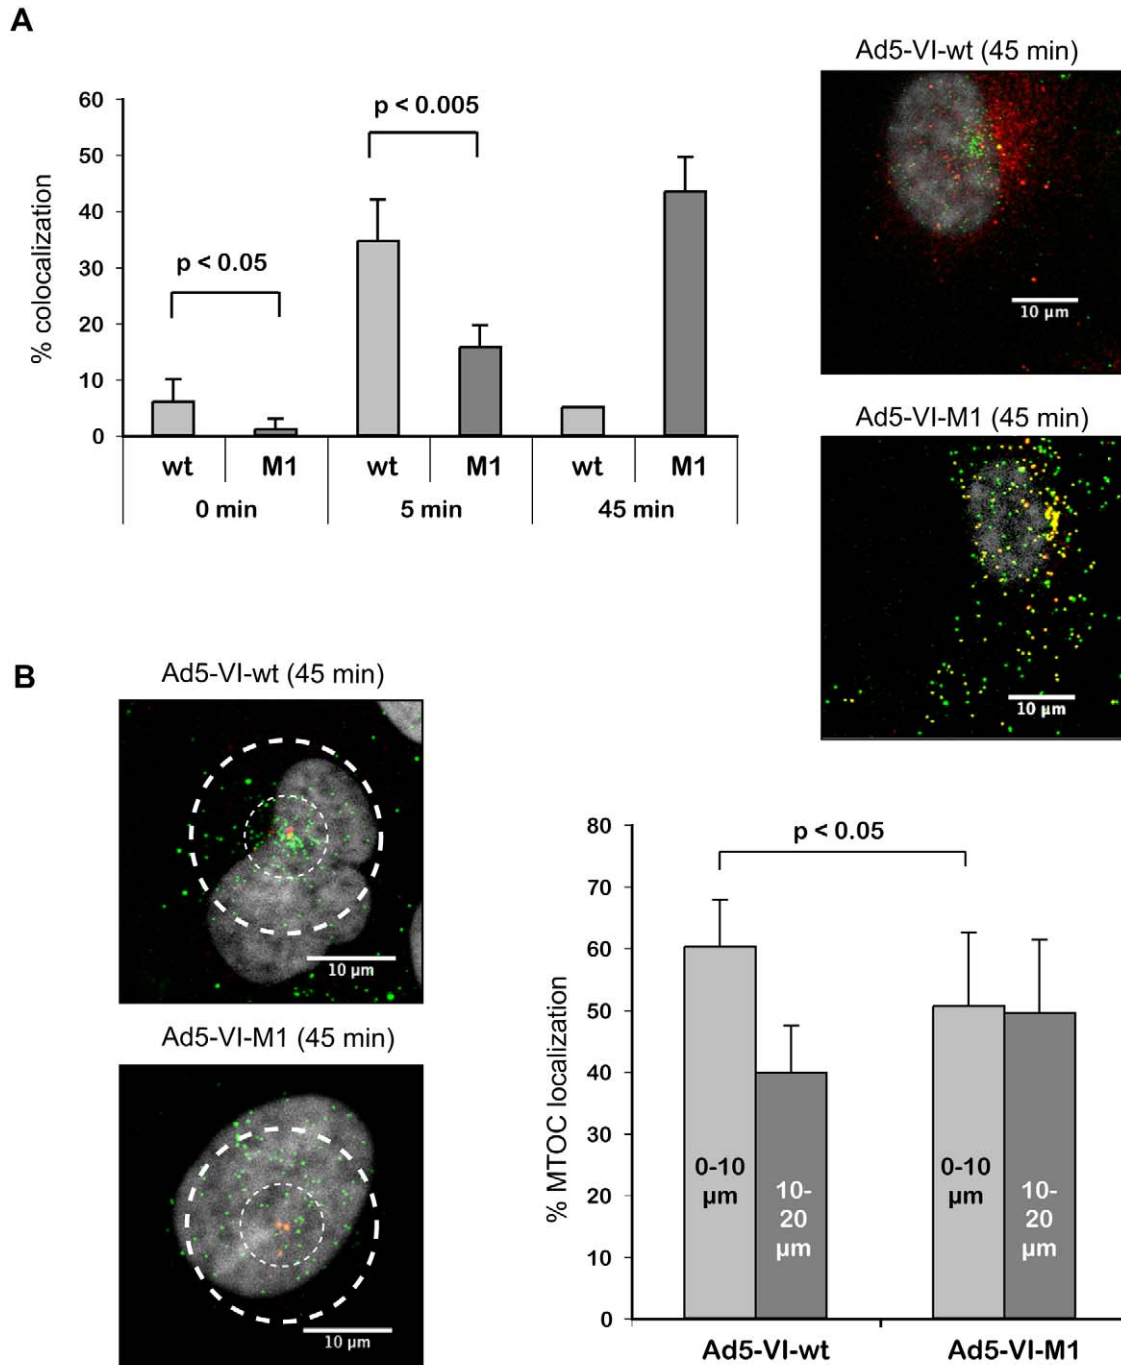 A
% colocalization
60
50
40
30
20
10
0
p < 0.05
p < 0.005
wt M1 wt M1 wt M1
0 min 5 min 45 min
Ad5-VI-wt (45 min)
10 µm
Ad5-VI-M1 (45 min)
10 µm
B
Ad5-VI-wt (45 min)
10 µm
Ad5-VI-M1 (45 min)
10 µm
% MTOC localization
80
70
60
50
40
30
20
10
0
p < 0.05
0-10
µm
10-
20
µm
0-10
µm
10-
20
µm
Ad5-VI-wt Ad5-VI-M1